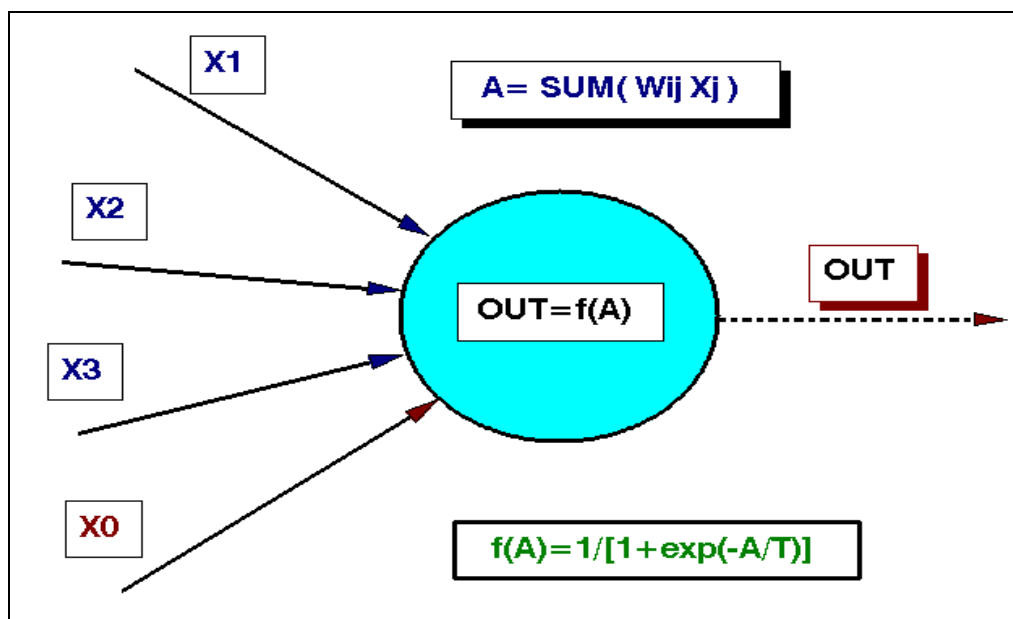 X1
A= SUM( Wij Xj )
X2
OUT
OUT=f(A)
X3
X0
f(A)=1/[1+exp(-A/T)]